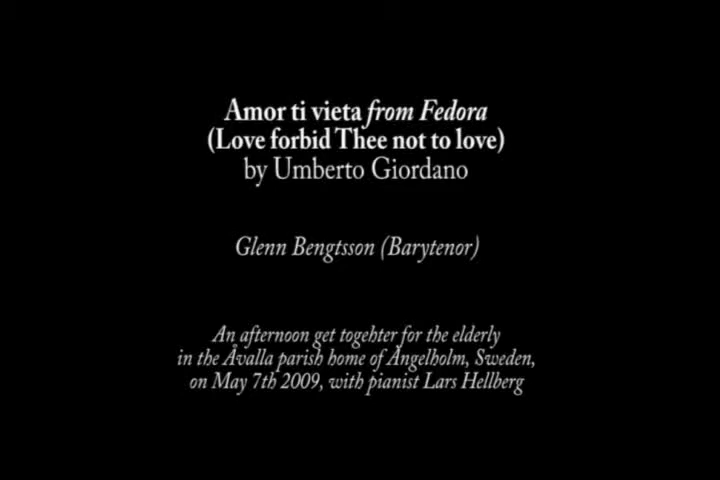 Amor ti vieta from Fedora
(Love forbid Thee not to love)
by Umberto Giordano
Glenn Bengtsson (Barytenor)
An afternoon get togehter for the elderly
in the Åvalla parish home of Ängelholm, Sweden,
on May 7th 2009, with pianist Lars Hellberg